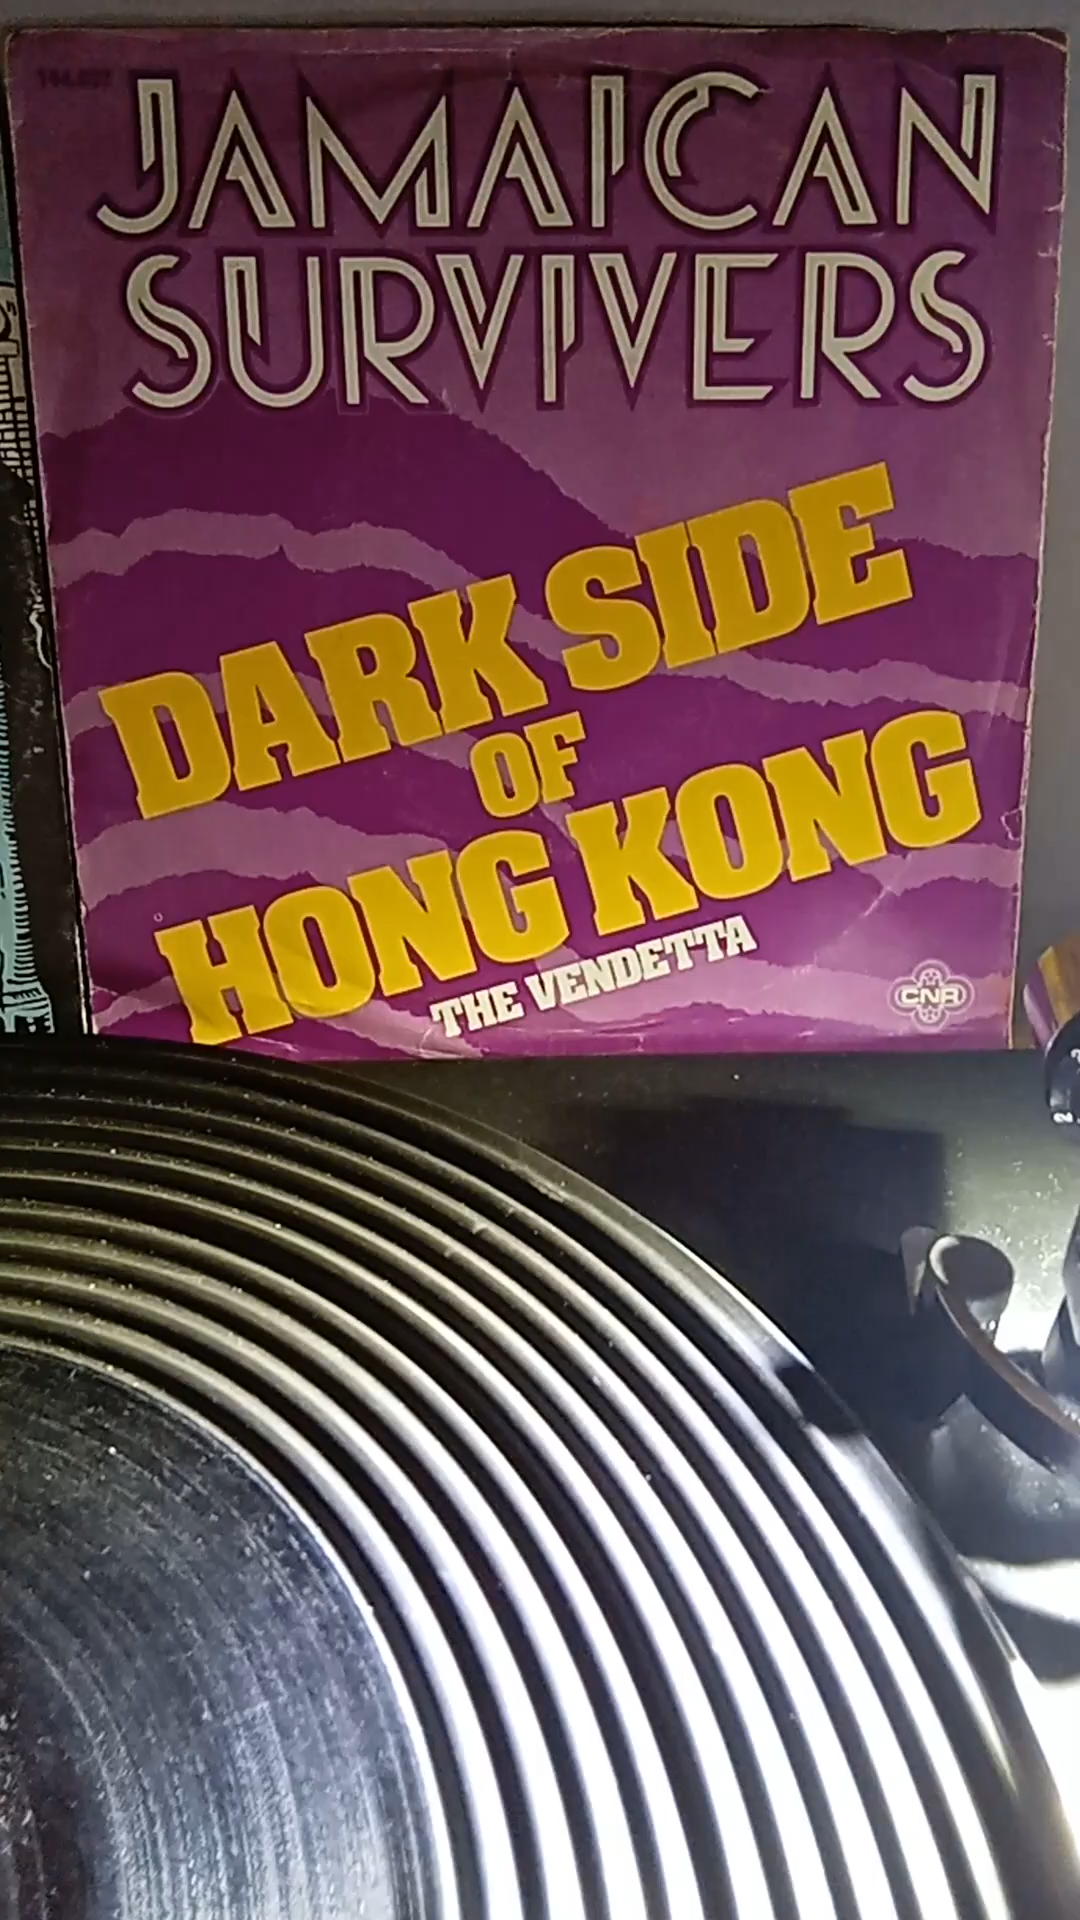 JAMAICAN
SURVIVERS
DARK SIDE
OF
HONG KONG
THE VENDETTA
CNR